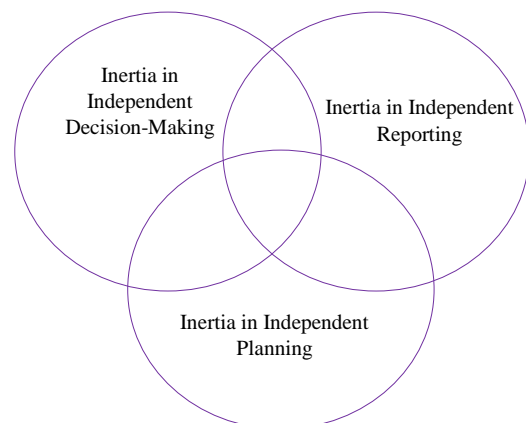 Inertia in
Independent
Decision-Making
Inertia in Independent
Reporting
Inertia in Independent
Planning